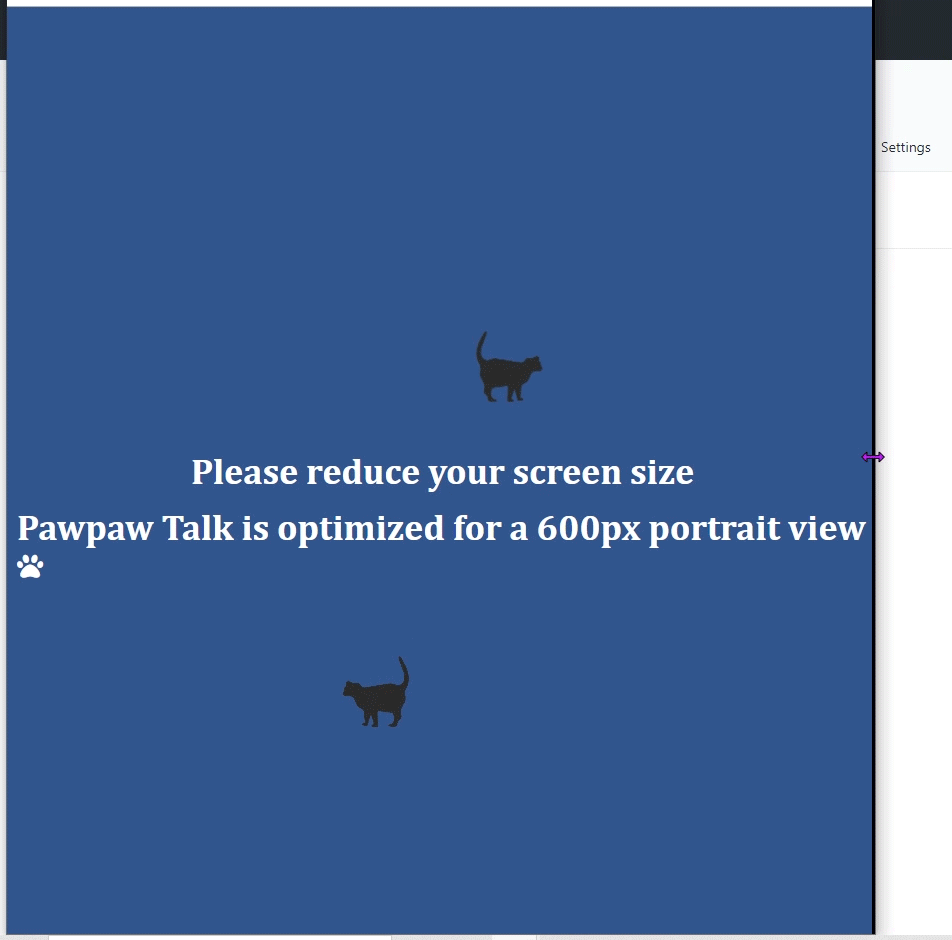 Settings
Please reduce your screen size
Pawpaw Talk is optimized for a 600px portrait view